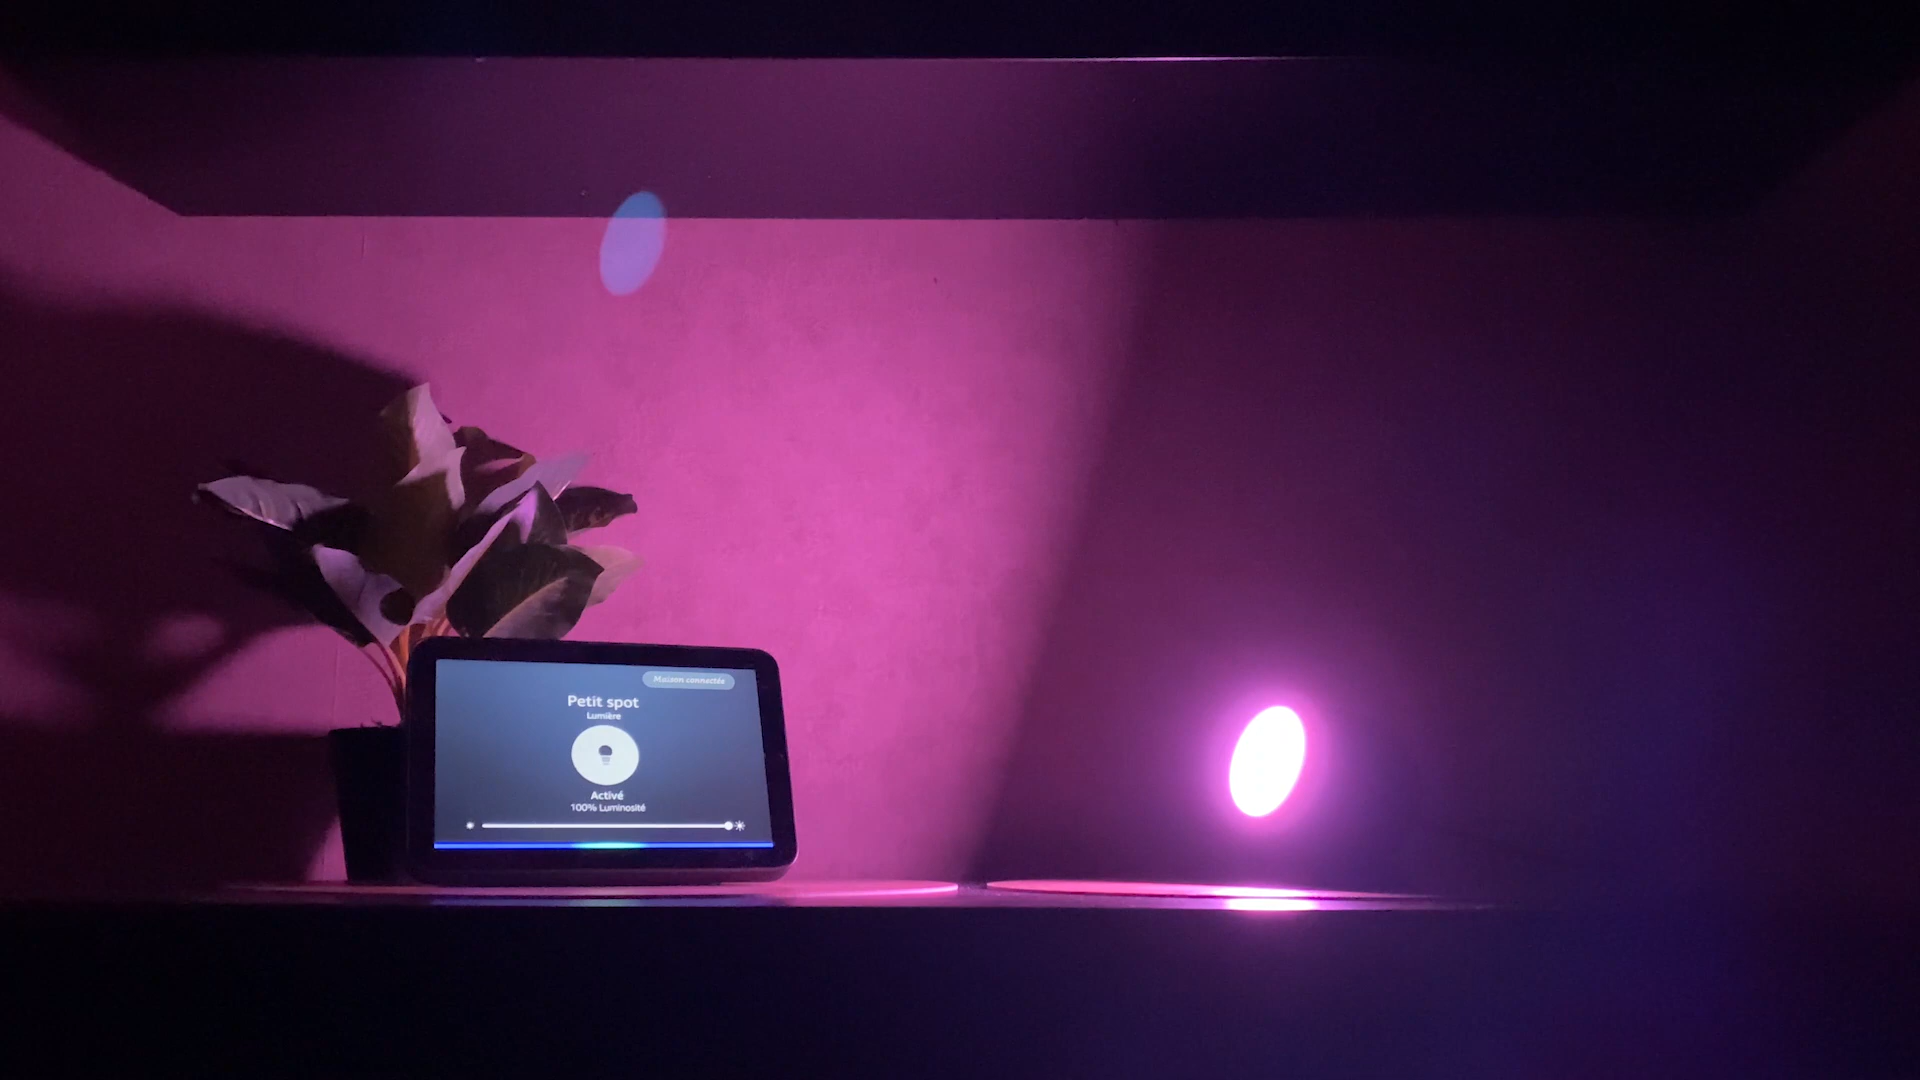 Maison connectée
Petit spot
Lumière
Activé
100% Luminosité